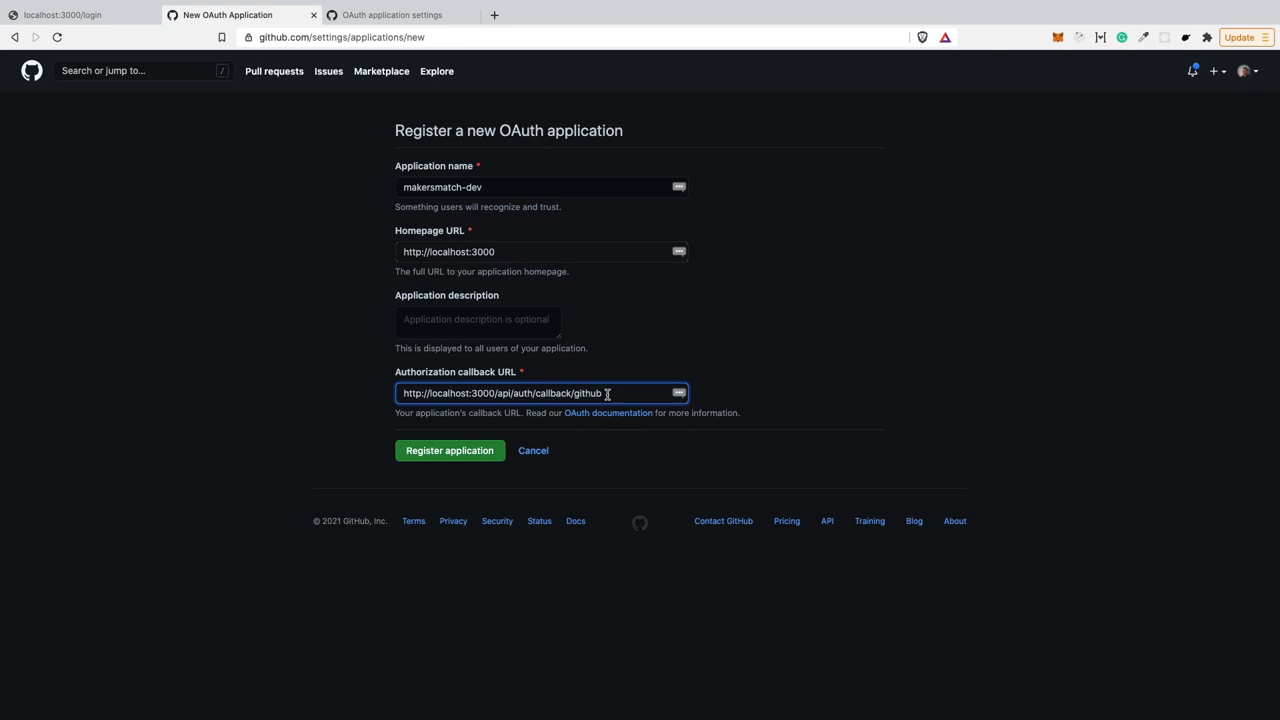 localhost:3000/login
New OAuth Application
OAuth application settings
github.com/settings/applications/new
Update
Search or jump to...
/
Pull requests
Issues
Marketplace
Explore
Register a new OAuth application
Application name *
makersmatch-dev
Something users will recognize and trust.
Homepage URL *
http://localhost:3000
The full URL to your application homepage.
Application description
Application description is optional
This is displayed to all users of your application.
Authorization callback URL *
http://localhost:3000/api/auth/callback/github
Your application's callback URL. Read our OAuth documentation for more information.
Register application
Cancel
© 2021 GitHub, Inc.
Terms
Privacy
Security
Status
Docs
Contact GitHub
Pricing
API
Training
Blog
About